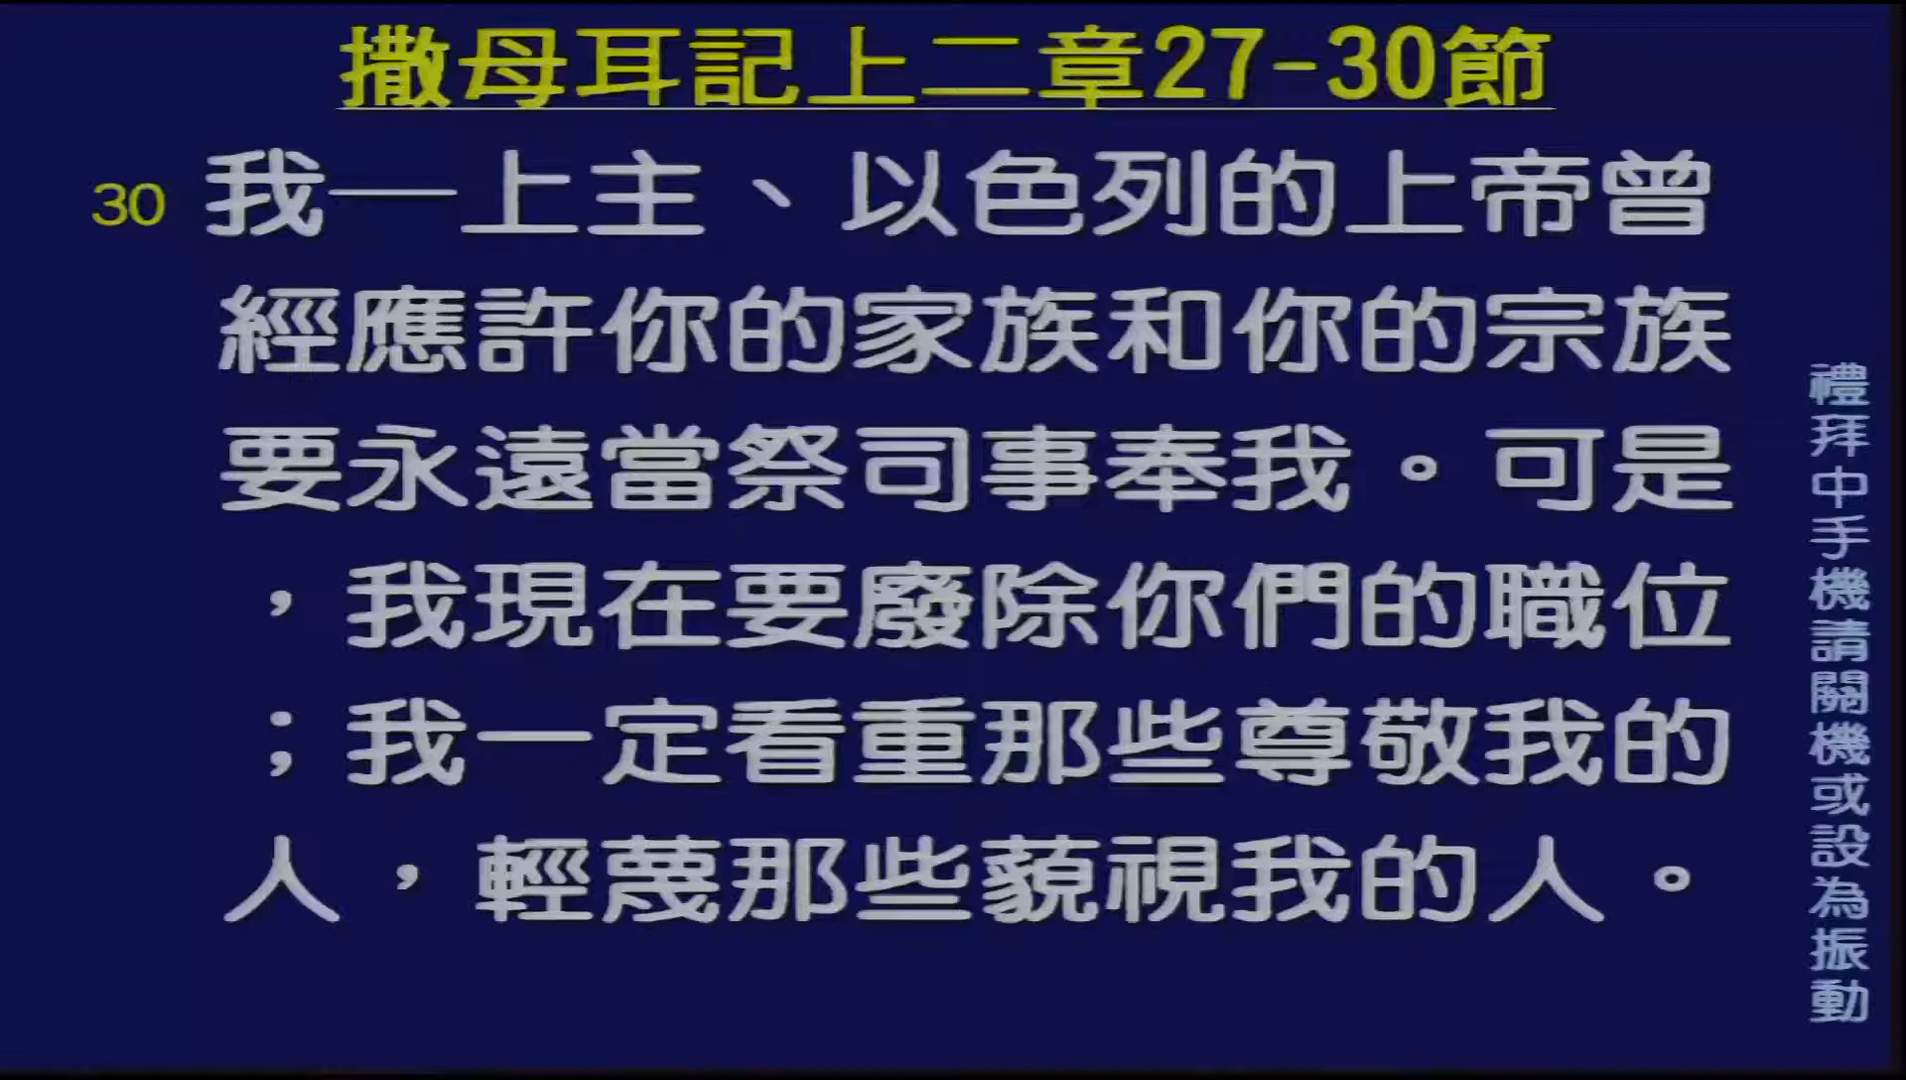 撒母耳記上二章27-30節
30 我—上主、以色列的上帝曾
經應許你的家族和你的宗族
要永遠當祭司事奉我。可是
，我現在要廢除你們的職位
；我一定看重那些尊敬我的
人，輕蔑那些藐視我的人。
禮拜中手機請關機或設為振動